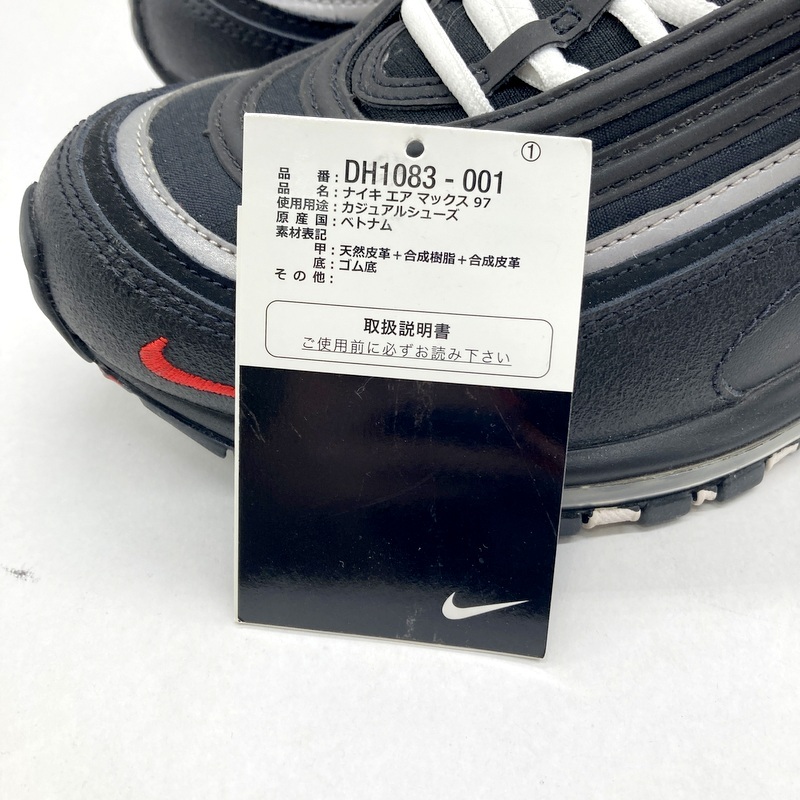 ①
品番：DH1083 - 001
品名：ナイキ エア マックス 97
使用用途：カジュアルシューズ
原産国：ベトナム
素材表記
甲：天然皮革＋合成樹脂＋合成皮革
底：ゴム底
その他：
取扱説明書
ご使用前に必ずお読み下さい